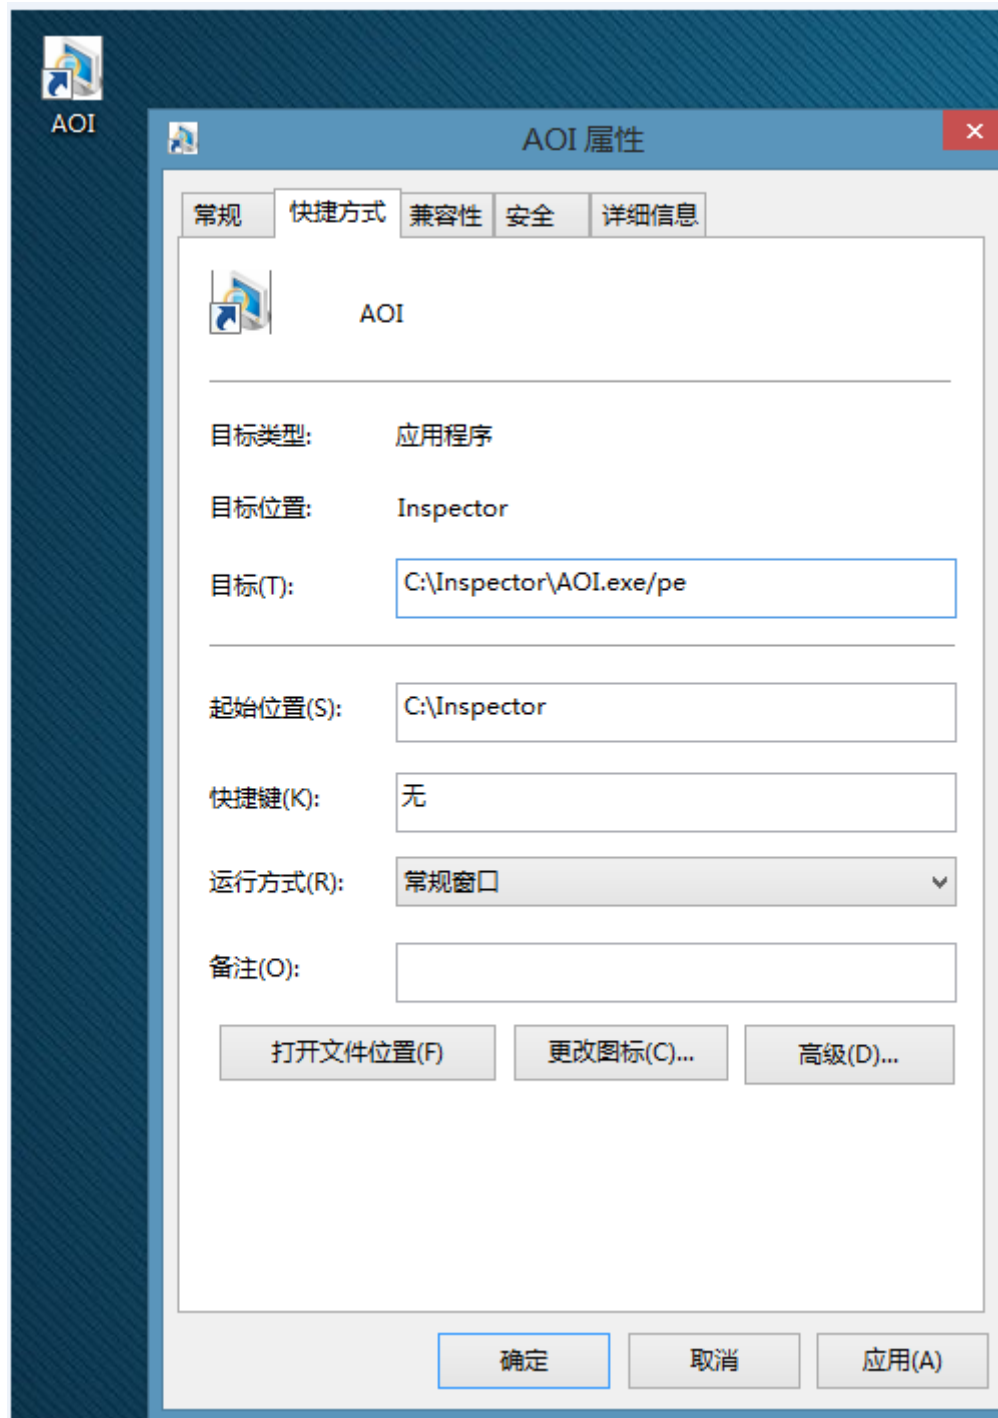 AOI
AOI 属性
常规 快捷方式 兼容性 安全 详细信息
AOI
目标类型: 应用程序
目标位置: Inspector
目标(T): C:\Inspector\AOI.exe/pe
起始位置(S): C:\Inspector
快捷键(K): 无
运行方式(R): 常规窗口
备注(O):
打开文件位置(F) 更改图标(C)... 高级(D)...
确定 取消 应用(A)